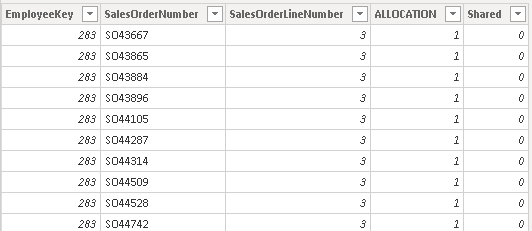 EmployeeKey SalesOrderNumber SalesOrderLineNumber ALLOCATION Shared
283 SO43667 3 1 0
283 SO43865 3 1 0
283 SO43884 3 1 0
283 SO43896 3 1 0
283 SO44105 3 1 0
283 SO44287 3 1 0
283 SO44314 3 1 0
283 SO44509 3 1 0
283 SO44528 3 1 0
283 SO44742 3 1 0